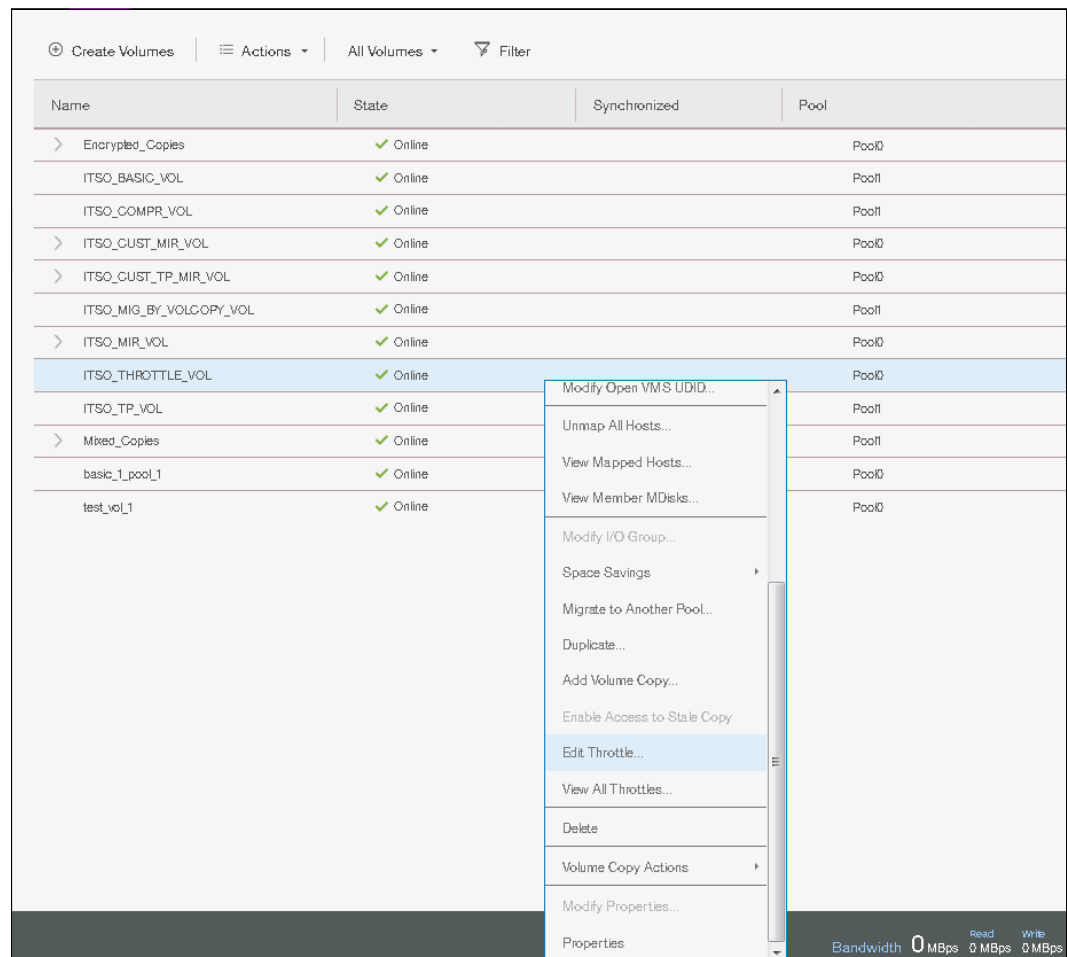 Create Volumes Actions All Volumes Filter
Name State Synchronized Pool
Encrypted_Copies Online Pool0
ITSO_BASIC_VOL Online Pool1
ITSO_COMPR_VOL Online Pool1
ITSO_CUST_MIR_VOL Online Pool0
ITSO_CUST_TP_MIR_VOL Online Pool0
ITSO_MIG_BY_VOLCOPY_VOL Online Pool1
ITSO_MIR_VOL Online Pool0
ITSO_THROTTLE_VOL Online Pool0
ITSO_TP_VOL Online Pool1
Mixed_Copies Online Pool1
basic_1_pool_1 Online Pool0
test_vol_1 Online Pool0
Modify Open VMS UDID...
Unmap All Hosts...
View Mapped Hosts...
View Member MDisks...
Modify I/O Group...
Space Savings
Migrate to Another Pool...
Duplicate...
Add Volume Copy...
Enable Access to Stale Copy
Edit Throttle...
View All Throttles...
Delete
Volume Copy Actions
Modify Properties...
Properties
Read Write
Bandwidth 0 MBps 0 MBps 0 MBps